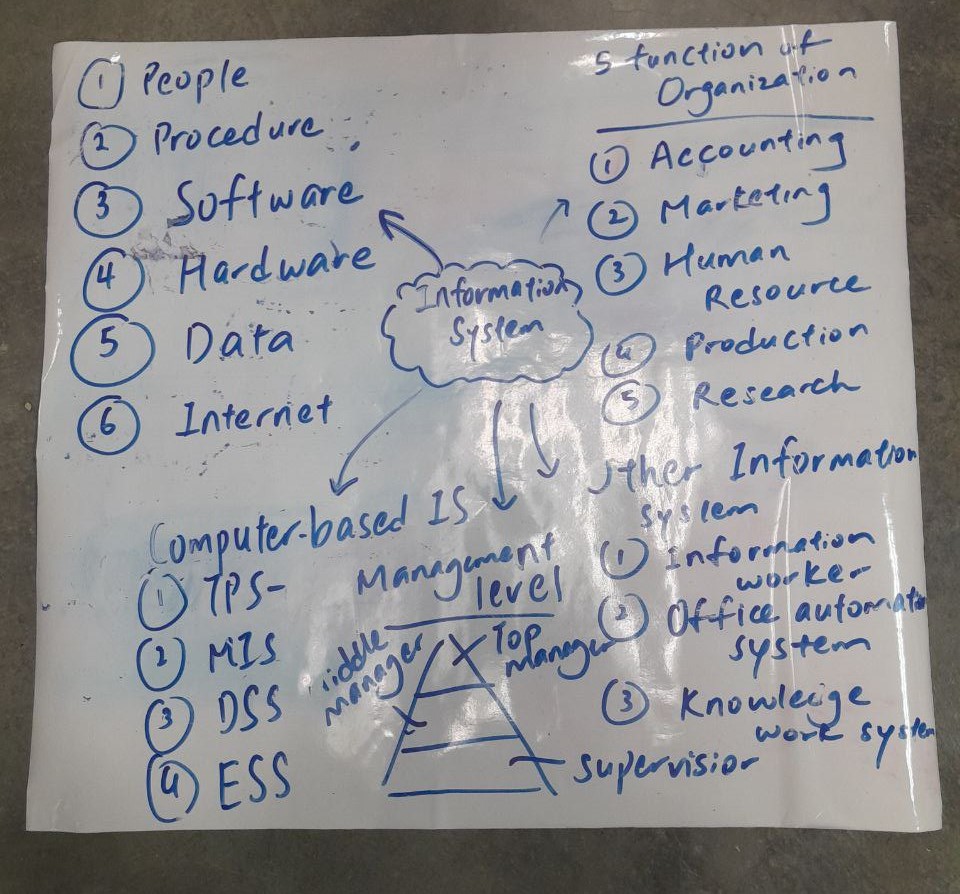 ① People
② Procedure
③ Software
④ Hardware
⑤ Data
⑥ Internet
Information
System
5 function of
Organization
① Accounting
② Marketing
③ Human
Resource
④ Production
⑤ Research
Computer-based IS
① TPS-
② MIS
③ DSS
④ ESS
Management
level
iddle
manager
Top
manager
supervisior
ther Information
system
① Information
worker
② Office automat
system
③ Knowledge
work system